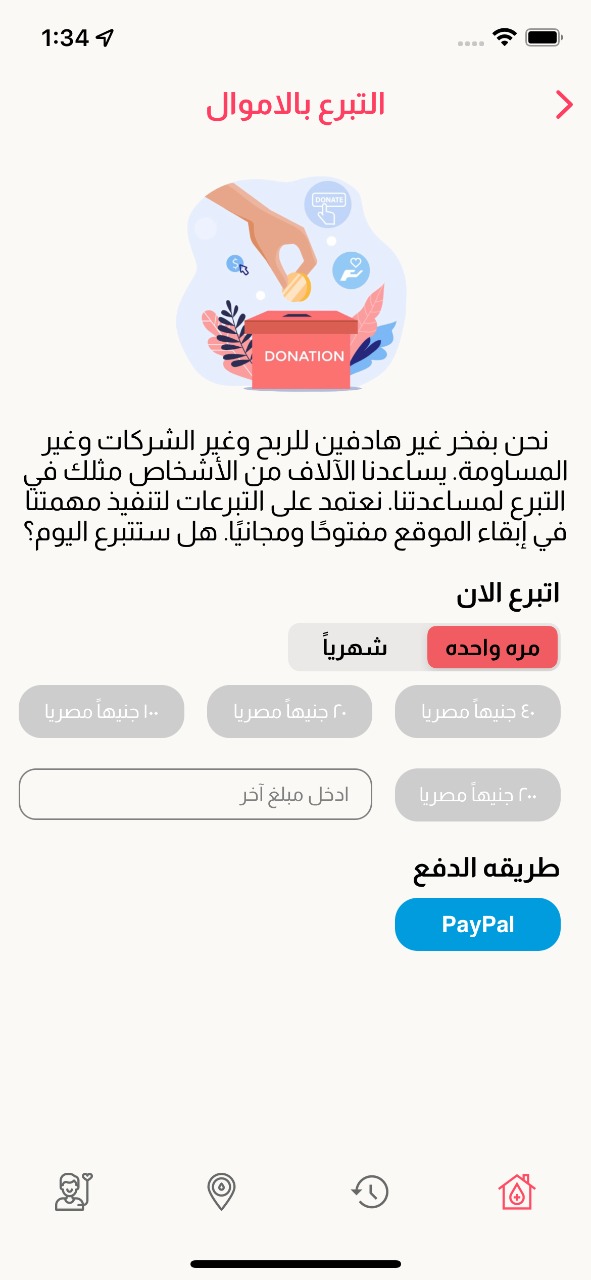 1:34
التبرع بالاموال
DONATE
$
DONATION
نحن بفخر غير هادفين للربح وغير الشركات وغير
المساومة. يساعدنا الآلاف من الأشخاص مثلك في
التبرع لمساعدتنا. نعتمد على التبرعات لتنفيذ مهمتنا
في إبقاء الموقع مفتوحًا ومجانيًا. هل ستتبرع اليوم؟
اتبرع الان
مره واحده شهرياً
٤٠ جنيهاً مصريا ٢٠ جنيهاً مصريا ١٠٠ جنيهاً مصريا
٢٠٠ جنيهاً مصريا ادخل مبلغ آخر
طريقه الدفع
PayPal